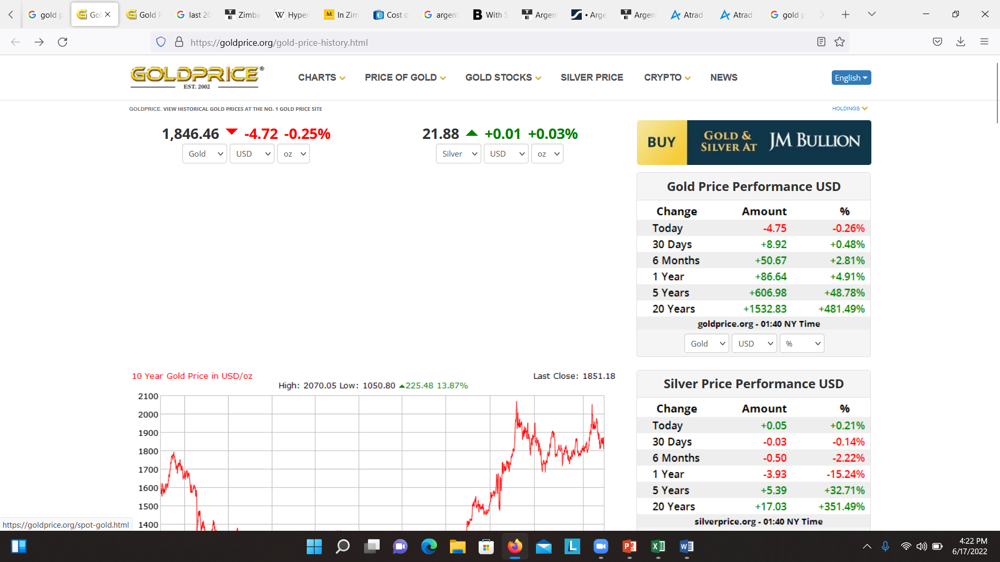 gold p
Gol
Gold P
last 20
Zimba
Hyper
In Zim
Cost o
argent
With 5
Argen
• Arge
Argen
Atrad
Atrad
gold p
https://goldprice.org/gold-price-history.html
GOLDPRICE®
EST. 2002
CHARTS PRICE OF GOLD GOLD STOCKS SILVER PRICE CRYPTO NEWS
English
GOLDPRICE. VIEW HISTORICAL GOLD PRICES AT THE NO. 1 GOLD PRICE SITE
HOLDINGS
1,846.46 -4.72 -0.25%
Gold USD oz
21.88 +0.01 +0.03%
Silver USD oz
BUY GOLD & SILVER AT JM BULLION
Gold Price Performance USD
Change Amount %
Today -4.75 -0.26%
30 Days +8.92 +0.48%
6 Months +50.67 +2.81%
1 Year +86.64 +4.91%
5 Years +606.98 +48.78%
20 Years +1532.83 +481.49%
goldprice.org - 01:40 NY Time
Gold USD %
10 Year Gold Price in USD/oz
Last Close: 1851.18
High: 2070.05 Low: 1050.80 ▲225.48 13.87%
2100
2000
1900
1800
1700
1600
1500
1400
Silver Price Performance USD
Change Amount %
Today +0.05 +0.21%
30 Days -0.03 -0.14%
6 Months -0.50 -2.22%
1 Year -3.93 -15.24%
5 Years +5.39 +32.71%
20 Years +17.03 +351.49%
silverprice.org - 01:40 NY Time
https://goldprice.org/spot-gold.html
4:22 PM
6/17/2022